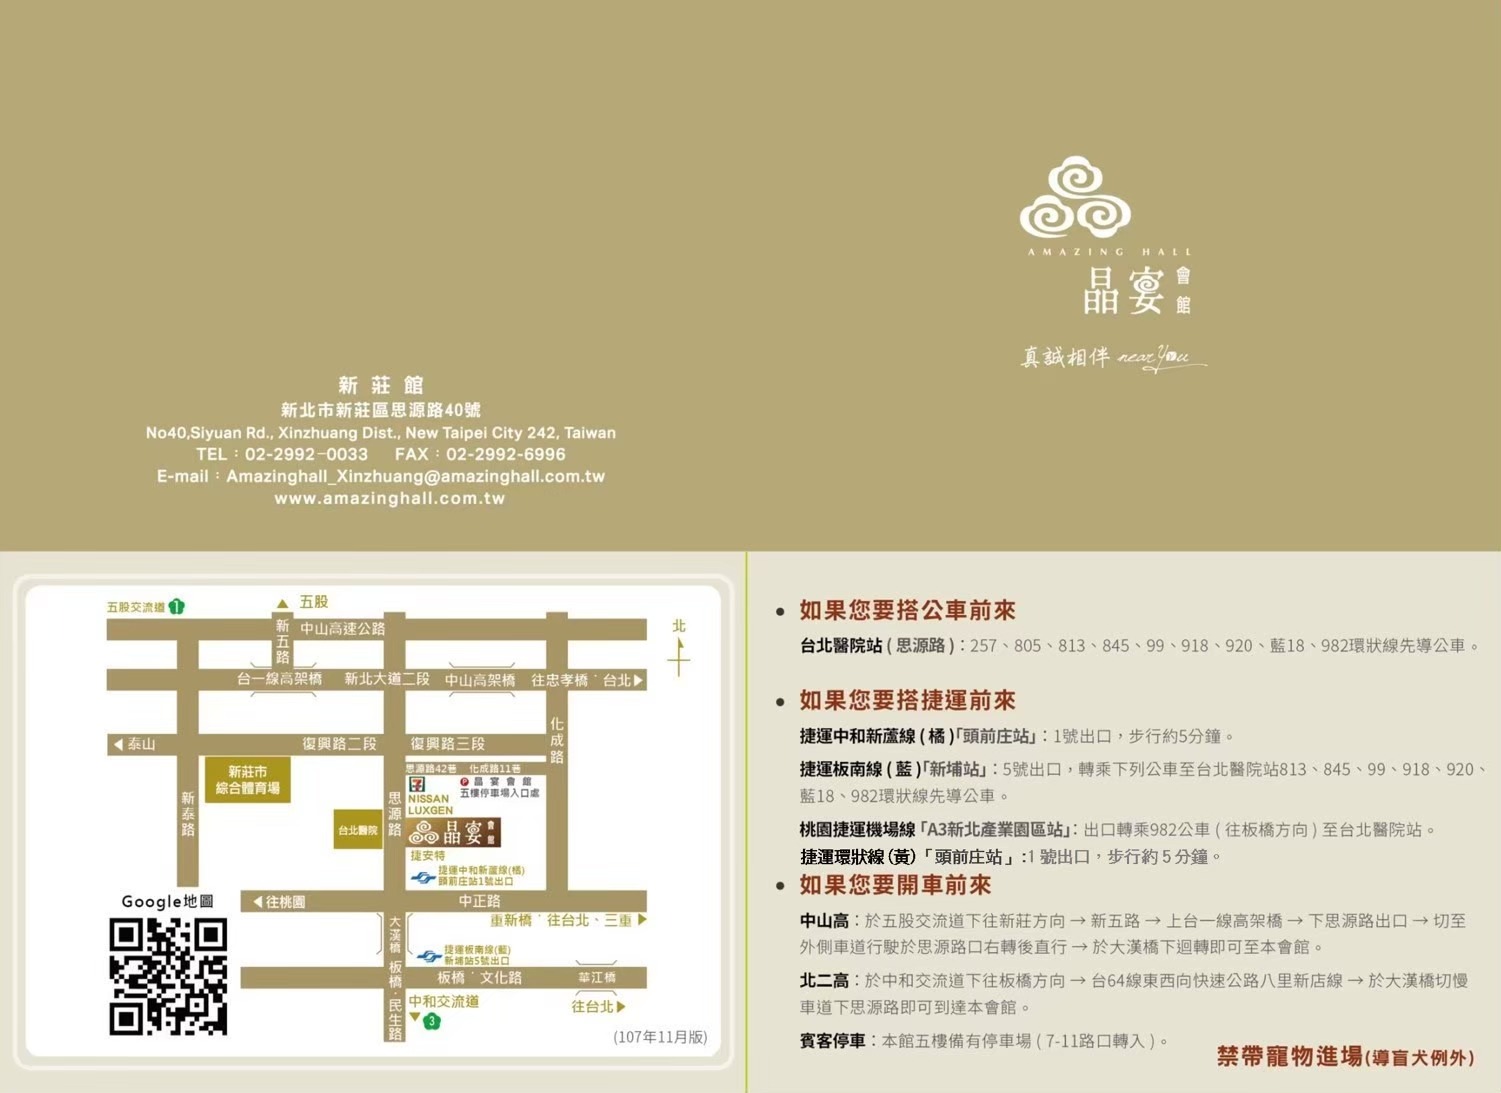 AMAZING HALL
晶宴會館
真誠相伴 near You
新莊館
新北市新莊區思源路40號
No40,Siyuan Rd., Xinzhuang Dist., New Taipei City 242, Taiwan
TEL：02-2992-0033 FAX：02-2992-6996
E-mail：Amazinghall_Xinzhuang@amazinghall.com.tw
www.amazinghall.com.tw
五股交流道 1
五股
新五路
中山高速公路
北
台一線高架橋
新北大道二段
中山高架橋
往忠孝橋˙台北
泰山
復興路二段
復興路三段
化成路
新莊市
綜合體育場
思源路42巷 化成路11巷
P 晶宴會館
五樓停車場入口處
NISSAN
LUXGEN
新泰路
思源路
台北醫院
晶宴會館
捷安特
捷運中和新蘆線(橘)
頭前庄站1號出口
往桃園
中正路
重新橋˙往台北、三重
大漢橋
捷運板南線(藍)
新埔站5號出口
板橋˙民生路
板橋˙文化路
華江橋
中和交流道
3
往台北
Google地圖
(107年11月版)
• 如果您要搭公車前來
台北醫院站 ( 思源路 )：257、805、813、845、99、918、920、藍18、982環狀線先導公車。
• 如果您要搭捷運前來
捷運中和新蘆線 ( 橘 )「頭前庄站」：1號出口，步行約5分鐘。
捷運板南線 ( 藍 )「新埔站」：5號出口，轉乘下列公車至台北醫院站813、845、99、918、920、
藍18、982環狀線先導公車。
桃園捷運機場線「A3新北產業園區站」：出口轉乘982公車 ( 往板橋方向 ) 至台北醫院站。
捷運環狀線(黃)「頭前庄站」:1 號出口，步行約 5 分鐘。
• 如果您要開車前來
中山高：於五股交流道下往新莊方向 → 新五路 → 上台一線高架橋 → 下思源路出口 → 切至
外側車道行駛於思源路口右轉後直行 → 於大漢橋下迴轉即可至本會館。
北二高：於中和交流道下往板橋方向 → 台64線東西向快速公路八里新店線 → 於大漢橋切慢
車道下思源路即可到達本會館。
賓客停車：本館五樓備有停車場 ( 7-11路口轉入 )。
禁帶寵物進場(導盲犬例外)